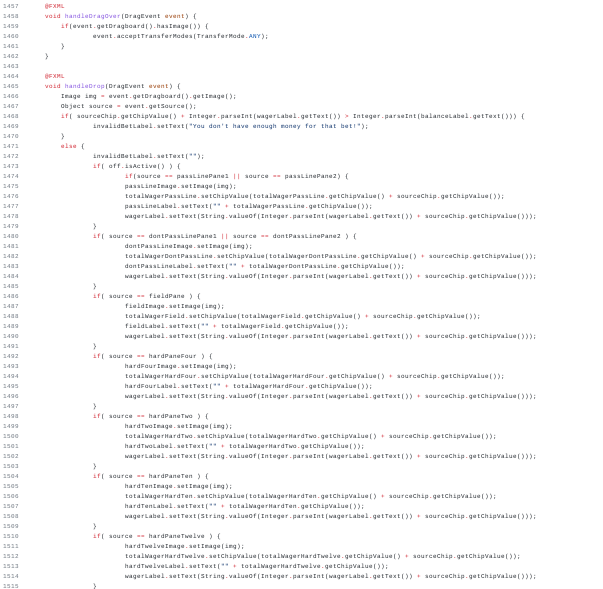 1457 @FXML
1458 void handleDragOver(DragEvent event) {
1459 if(event.getDragboard().hasImage()) {
1460 event.acceptTransferModes(TransferMode.ANY);
1461 }
1462 }
1463
1464 @FXML
1465 void handleDrop(DragEvent event) {
1466 Image img = event.getDragboard().getImage();
1467 Object source = event.getSource();
1468 if( sourceChip.getChipValue() + Integer.parseInt(wagerLabel.getText()) > Integer.parseInt(balanceLabel.getText())) {
1469 invalidBetLabel.setText("You don't have enough money for that bet!");
1470 }
1471 else {
1472 invalidBetLabel.setText("");
1473 if( off.isActive() ) {
1474 if(source == passLinePane1 || source == passLinePane2) {
1475 passLineImage.setImage(img);
1476 totalWagerPassLine.setChipValue(totalWagerPassLine.getChipValue() + sourceChip.getChipValue());
1477 passLineLabel.setText("" + totalWagerPassLine.getChipValue());
1478 wagerLabel.setText(String.valueOf(Integer.parseInt(wagerLabel.getText()) + sourceChip.getChipValue()));
1479 }
1480 if( source == dontPassLinePane1 || source == dontPassLinePane2 ) {
1481 dontPassLineImage.setImage(img);
1482 totalWagerDontPassLine.setChipValue(totalWagerDontPassLine.getChipValue() + sourceChip.getChipValue());
1483 dontPassLineLabel.setText("" + totalWagerDontPassLine.getChipValue());
1484 wagerLabel.setText(String.valueOf(Integer.parseInt(wagerLabel.getText()) + sourceChip.getChipValue()));
1485 }
1486 if( source == fieldPane ) {
1487 fieldImage.setImage(img);
1488 totalWagerField.setChipValue(totalWagerField.getChipValue() + sourceChip.getChipValue());
1489 fieldLabel.setText("" + totalWagerField.getChipValue());
1490 wagerLabel.setText(String.valueOf(Integer.parseInt(wagerLabel.getText()) + sourceChip.getChipValue()));
1491 }
1492 if( source == hardPaneFour ) {
1493 hardFourImage.setImage(img);
1494 totalWagerHardFour.setChipValue(totalWagerHardFour.getChipValue() + sourceChip.getChipValue());
1495 hardFourLabel.setText("" + totalWagerHardFour.getChipValue());
1496 wagerLabel.setText(String.valueOf(Integer.parseInt(wagerLabel.getText()) + sourceChip.getChipValue()));
1497 }
1498 if( source == hardPaneTwo ) {
1499 hardTwoImage.setImage(img);
1500 totalWagerHardTwo.setChipValue(totalWagerHardTwo.getChipValue() + sourceChip.getChipValue());
1501 hardTwoLabel.setText("" + totalWagerHardTwo.getChipValue());
1502 wagerLabel.setText(String.valueOf(Integer.parseInt(wagerLabel.getText()) + sourceChip.getChipValue()));
1503 }
1504 if( source == hardPaneTen ) {
1505 hardTenImage.setImage(img);
1506 totalWagerHardTen.setChipValue(totalWagerHardTen.getChipValue() + sourceChip.getChipValue());
1507 hardTenLabel.setText("" + totalWagerHardTen.getChipValue());
1508 wagerLabel.setText(String.valueOf(Integer.parseInt(wagerLabel.getText()) + sourceChip.getChipValue()));
1509 }
1510 if( source == hardPaneTwelve ) {
1511 hardTwelveImage.setImage(img);
1512 totalWagerHardTwelve.setChipValue(totalWagerHardTwelve.getChipValue() + sourceChip.getChipValue());
1513 hardTwelveLabel.setText("" + totalWagerHardTwelve.getChipValue());
1514 wagerLabel.setText(String.valueOf(Integer.parseInt(wagerLabel.getText()) + sourceChip.getChipValue()));
1515 }